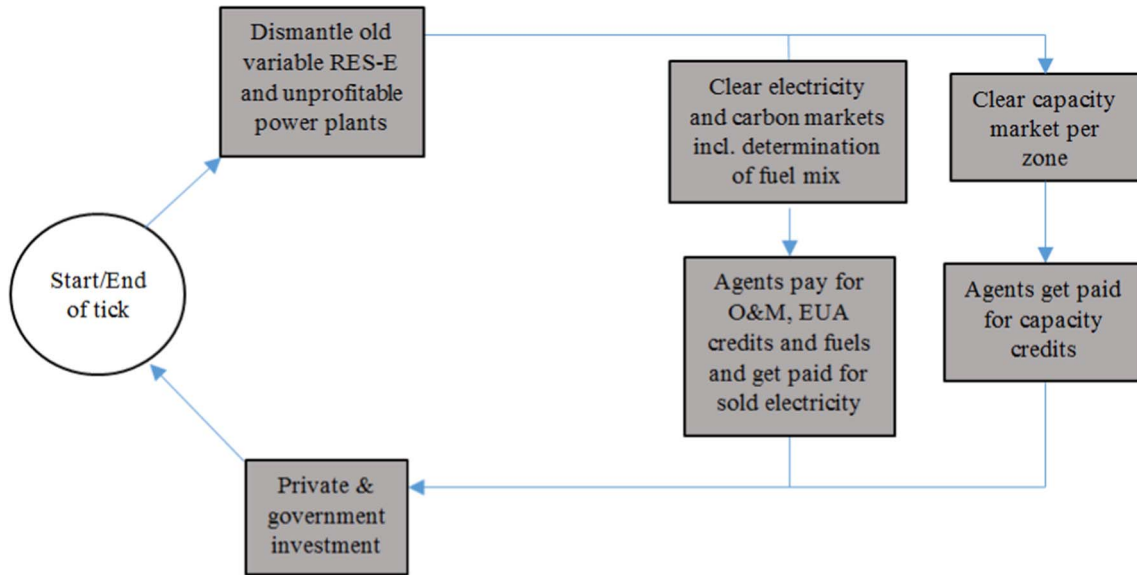 Dismantle old
variable RES-E
and unprofitable
power plants
Clear electricity
and carbon markets
incl. determination
of fuel mix
Clear capacity
market per
zone
Start/End
of tick
Agents pay for
O&M, EUA
credits and fuels
and get paid for
sold electricity
Agents get paid
for capacity
credits
Private &
government
investment